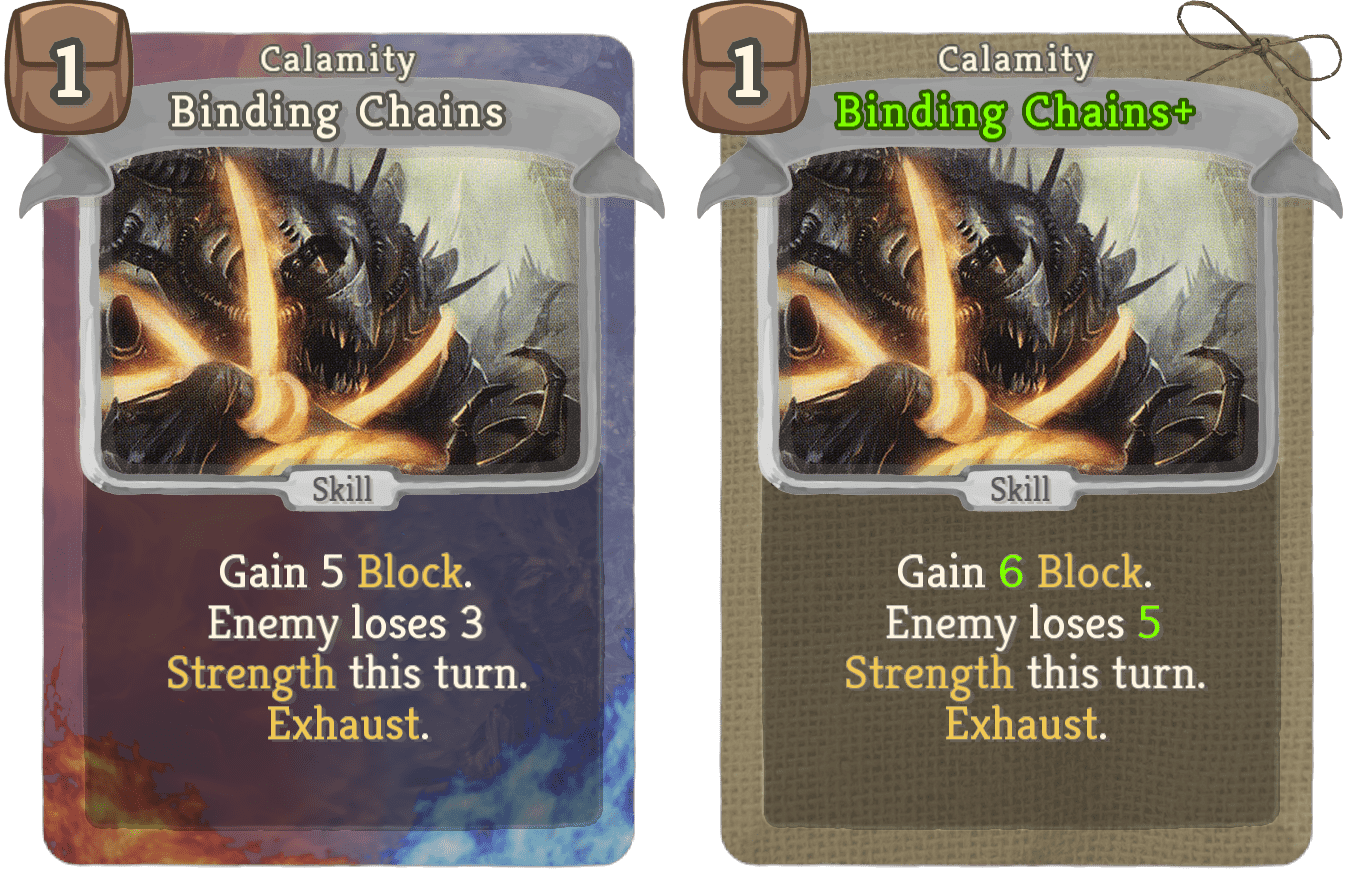 1
Calamity
Binding Chains
Skill
Gain 5 Block.
Enemy loses 3
Strength this turn.
Exhaust.
1
Calamity
Binding Chains+
Skill
Gain 6 Block.
Enemy loses 5
Strength this turn.
Exhaust.